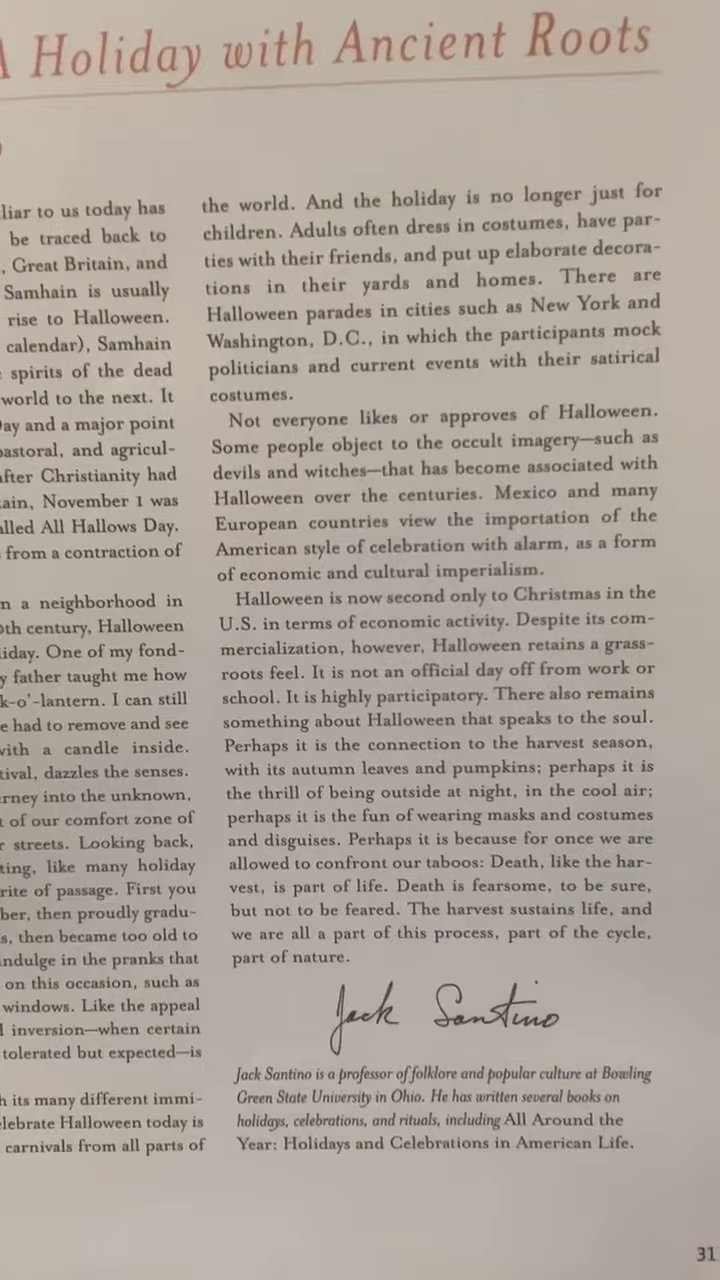 A Holiday with Ancient Roots
liar to us today has
be traced back to
, Great Britain, and
Samhain is usually
rise to Halloween.
calendar), Samhain
spirits of the dead
world to the next. It
Day and a major point
pastoral, and agricul-
after Christianity had
tain, November 1 was
alled All Hallows Day.
from a contraction of
n a neighborhood in
0th century, Halloween
liday. One of my fond-
y father taught me how
k-o'-lantern. I can still
e had to remove and see
with a candle inside.
tival, dazzles the senses.
rney into the unknown,
t of our comfort zone of
r streets. Looking back,
ting, like many holiday
rite of passage. First you
ber, then proudly gradu-
s, then became too old to
indulge in the pranks that
on this occasion, such as
windows. Like the appeal
l inversion—when certain
tolerated but expected—is
h its many different immi-
elebrate Halloween today is
carnivals from all parts of
the world. And the holiday is no longer just for
children. Adults often dress in costumes, have par-
ties with their friends, and put up elaborate decora-
tions in their yards and homes. There are
Halloween parades in cities such as New York and
Washington, D.C., in which the participants mock
politicians and current events with their satirical
costumes.
Not everyone likes or approves of Halloween.
Some people object to the occult imagery—such as
devils and witches—that has become associated with
Halloween over the centuries. Mexico and many
European countries view the importation of the
American style of celebration with alarm, as a form
of economic and cultural imperialism.
Halloween is now second only to Christmas in the
U.S. in terms of economic activity. Despite its com-
mercialization, however, Halloween retains a grass-
roots feel. It is not an official day off from work or
school. It is highly participatory. There also remains
something about Halloween that speaks to the soul.
Perhaps it is the connection to the harvest season,
with its autumn leaves and pumpkins; perhaps it is
the thrill of being outside at night, in the cool air;
perhaps it is the fun of wearing masks and costumes
and disguises. Perhaps it is because for once we are
allowed to confront our taboos: Death, like the har-
vest, is part of life. Death is fearsome, to be sure,
but not to be feared. The harvest sustains life, and
we are all a part of this process, part of the cycle,
part of nature.
Jack Santino
Jack Santino is a professor of folklore and popular culture at Bowling
Green State University in Ohio. He has written several books on
holidays, celebrations, and rituals, including All Around the
Year: Holidays and Celebrations in American Life.
31